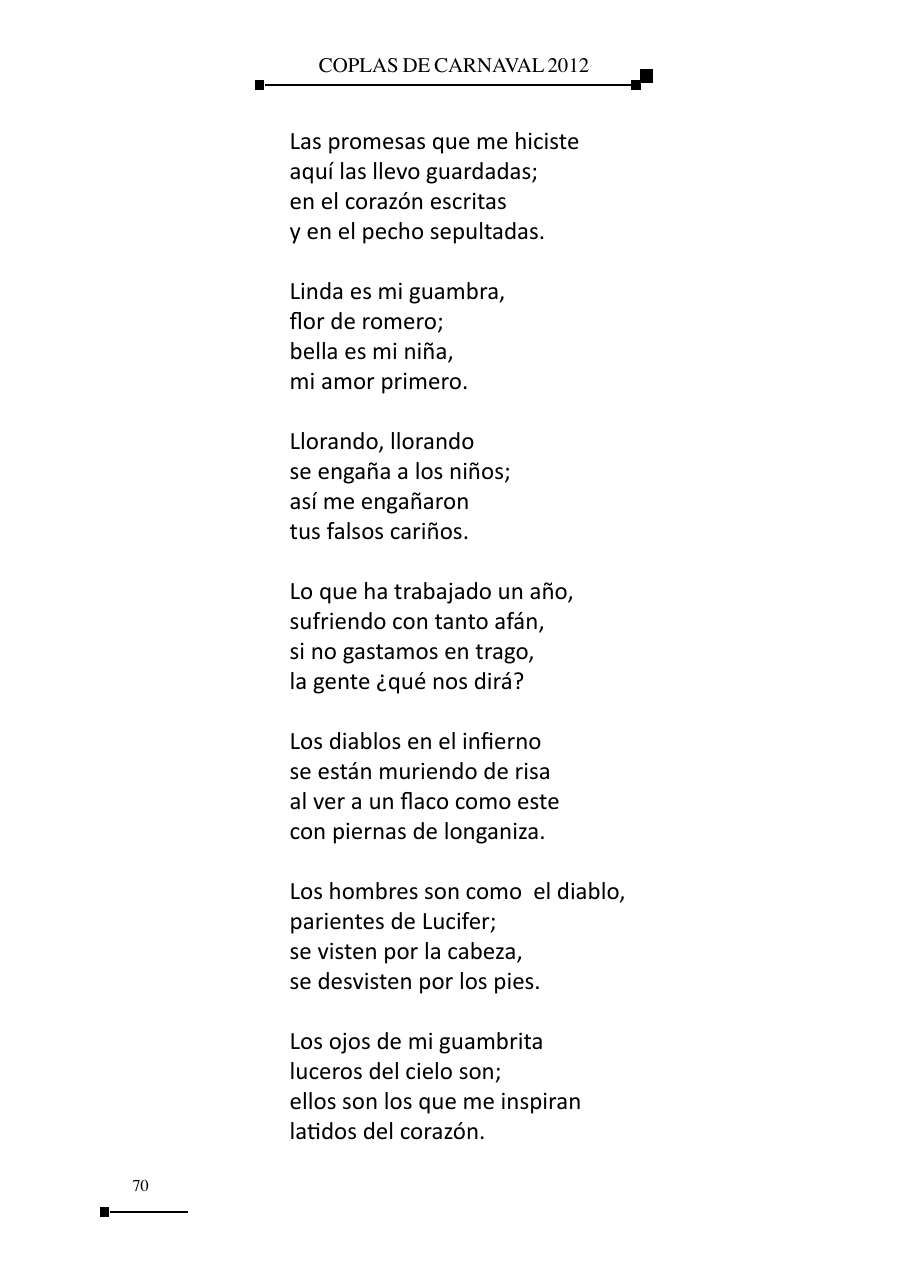 COPLAS DE CARNAVAL 2012
Las promesas que me hiciste
aquí las llevo guardadas;
en el corazón escritas
y en el pecho sepultadas.
Linda es mi guambra,
flor de romero;
bella es mi niña,
mi amor primero.
Llorando, llorando
se engaña a los niños;
así me engañaron
tus falsos cariños.
Lo que ha trabajado un año,
sufriendo con tanto afán,
si no gastamos en trago,
la gente ¿qué nos dirá?
Los diablos en el infierno
se están muriendo de risa
al ver a un flaco como este
con piernas de longaniza.
Los hombres son como  el diablo,
parientes de Lucifer;
se visten por la cabeza,
se desvisten por los pies.
Los ojos de mi guambrita
luceros del cielo son;
ellos son los que me inspiran
latidos del corazón.
70